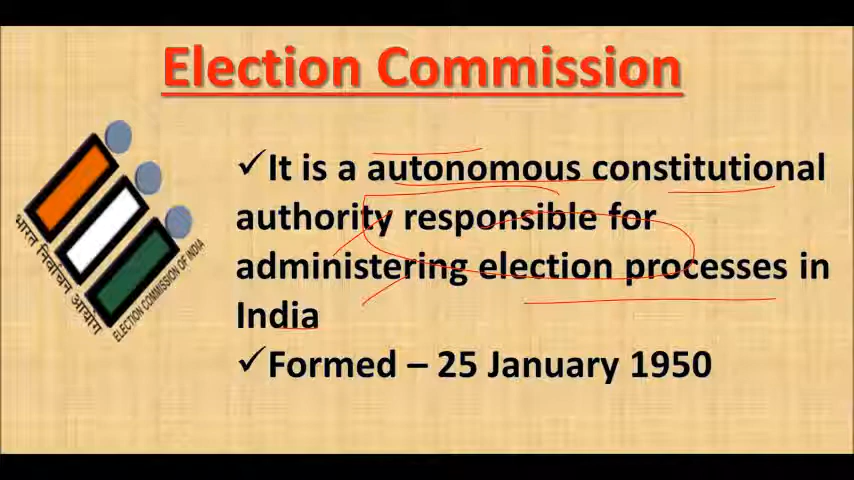 Election Commission
✓It is a autonomous constitutional
authority responsible for
administering election processes in
India
✓Formed – 25 January 1950
भारत निर्वाचन आयोग
ELECTION COMMISSION OF INDIA